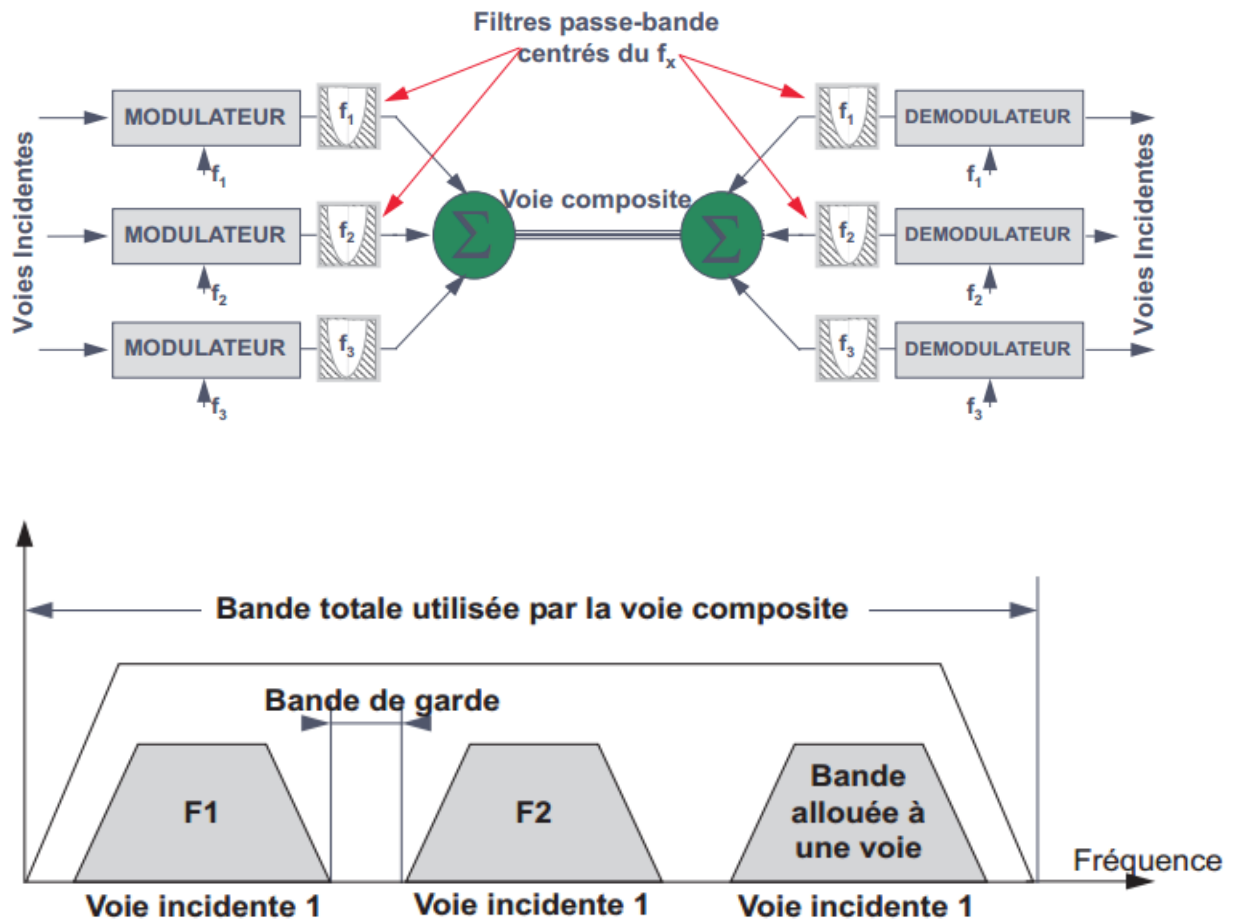 Filtres passe-bande
centrés du fₓ
Voies Incidentes
MODULATEUR
f₁
f₁
MODULATEUR
f₂
f₂
MODULATEUR
f₃
f₃
Σ
Voie composite
Σ
f₁
DEMODULATEUR
f₁
f₂
DEMODULATEUR
f₂
f₃
DEMODULATEUR
f₃
Voies Incidentes
Bande totale utilisée par la voie composite
Bande de garde
F1
F2
Bande
allouée à
une voie
Fréquence
Voie incidente 1
Voie incidente 1
Voie incidente 1